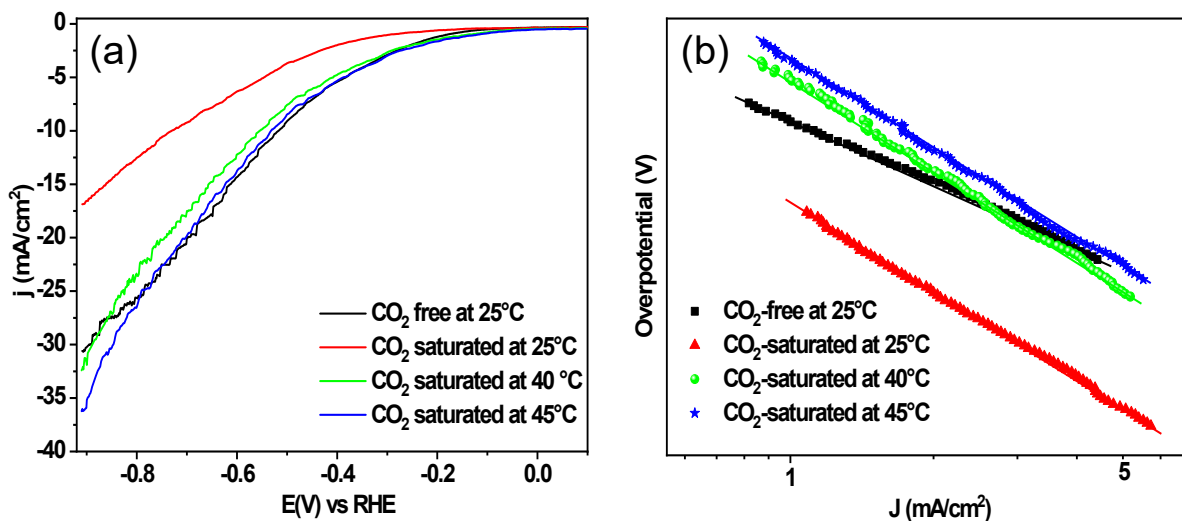 (a)
0
-5
-10
-15
-20
-25
-30
-35
-40
j (mA/cm²)
CO₂ free at 25°C
CO₂ saturated at 25°C
CO₂ saturated at 40 °C
CO₂ saturated at 45°C
-0.8
-0.6
-0.4
-0.2
0.0
E(V) vs RHE
(b)
Overpotential (V)
CO₂-free at 25°C
CO₂-saturated at 25°C
CO₂-saturated at 40°C
CO₂-saturated at 45°C
1
5
J (mA/cm²)